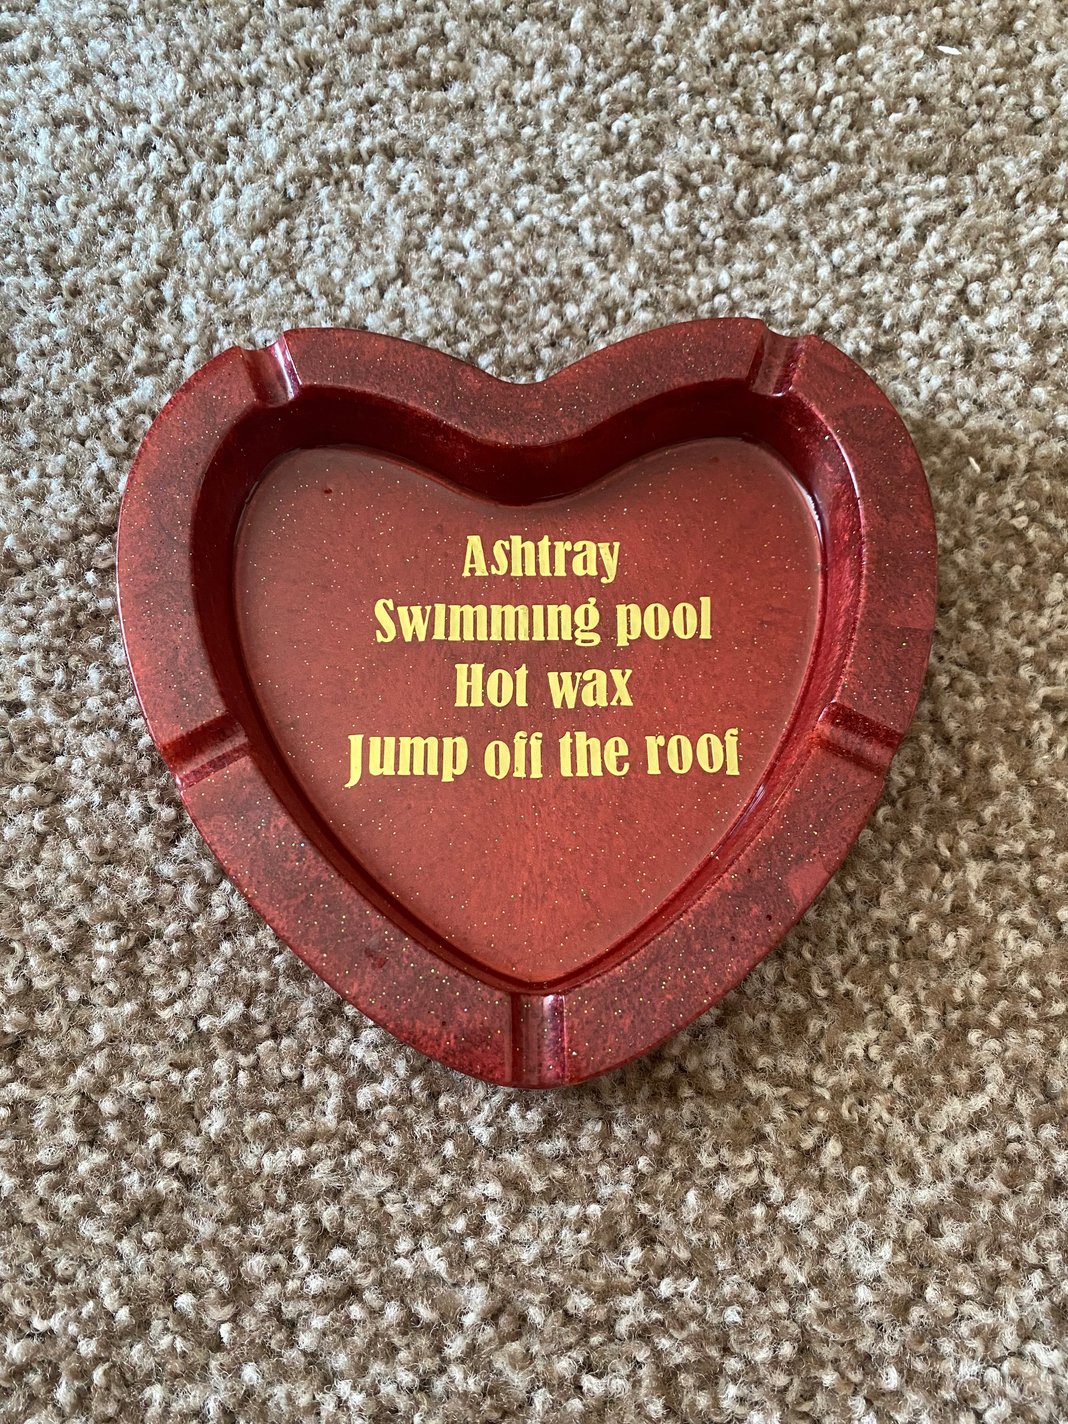 Ashtray
Swimming pool
Hot wax
Jump off the roof